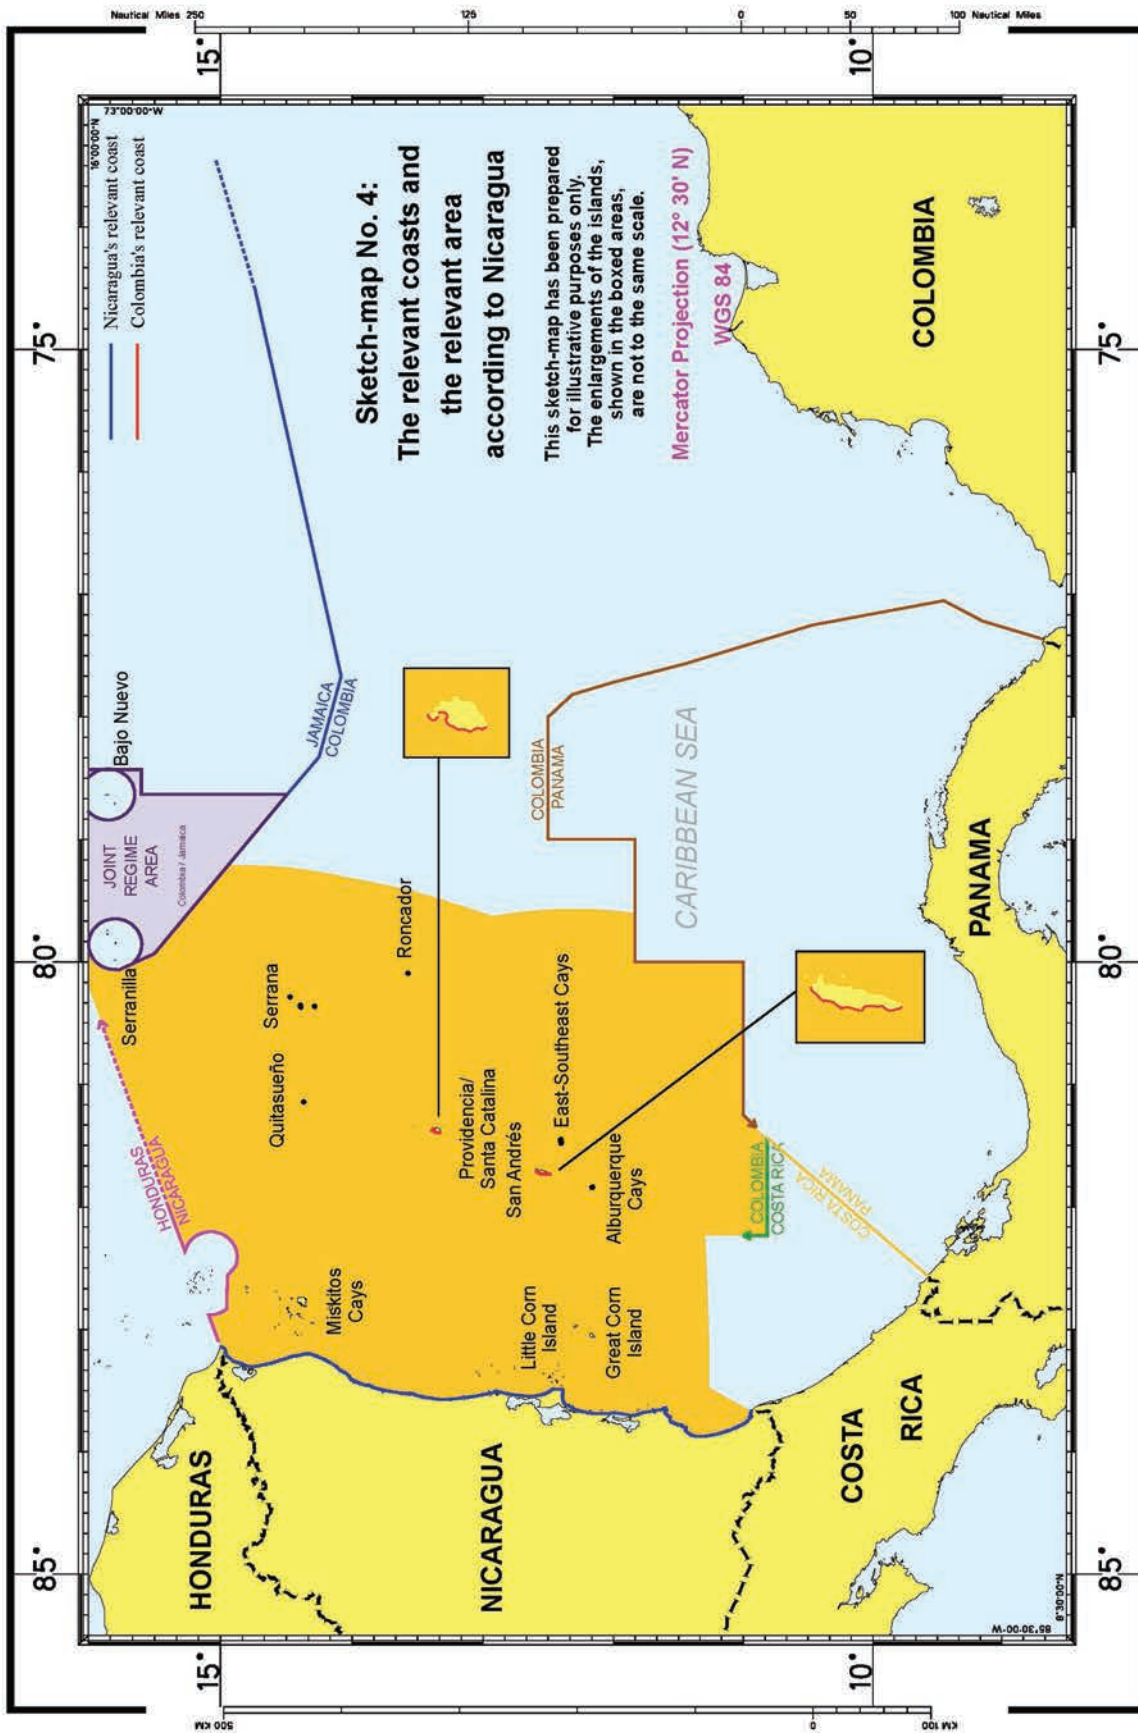 Sketch-map No. 4:
The relevant coasts and
the relevant area
according to Nicaragua
This sketch-map has been prepared
for illustrative purposes only.
The enlargements of the islands,
shown in the boxed areas,
are not to the same scale.
Mercator Projection (12° 30' N)
WGS 84
Nicaragua's relevant coast
Colombia's relevant coast
16°00'00"N
73°00'00"W
85°
80°
75°
15°
10°
Nautical Miles 250
125
0
50
100 Nautical Miles
JOINT
REGIME
AREA
Colombia / Jamaica
Bajo Nuevo
Serranilla
JAMAICA
COLOMBIA
HONDURAS
NICARAGUA
Quitasueño
Serrana
Roncador
Miskitos
Cays
Providencia/
Santa Catalina
San Andrés
East-Southeast Cays
Alburquerque
Cays
Little Corn
Island
Great Corn
Island
COLOMBIA
PANAMA
CARIBBEAN SEA
COLOMBIA
COSTA RICA
COSTA RICA
PANAMA
HONDURAS
NICARAGUA
COSTA
RICA
PANAMA
COLOMBIA
85°30'00"W
8°30'00"N
15°
10°
85°
80°
75°
500 KM
0
KM 100